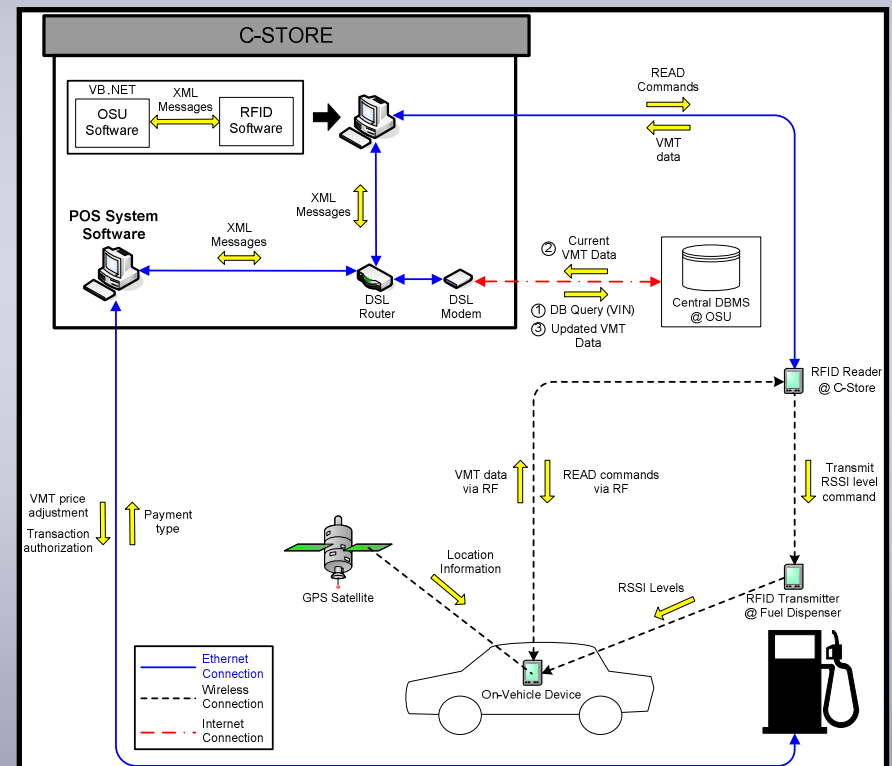 C-STORE
VB.NET
OSU
Software
XML
Messages
RFID
Software
READ
Commands
VMT
data
XML
Messages
POS System
Software
XML
Messages
DSL
Router
DSL
Modem
② Current
VMT Data
① DB Query (VIN)
③ Updated VMT
Data
Central DBMS
@ OSU
RFID Reader
@ C-Store
VMT data
via RF
READ commands
via RF
Transmit
RSSI level
command
VMT price
adjustment
Transaction
authorization
Payment
type
GPS Satellite
Location
Information
RSSI Levels
RFID Transmitter
@ Fuel Dispenser
On-Vehicle Device
Ethernet
Connection
Wireless
Connection
Internet
Connection